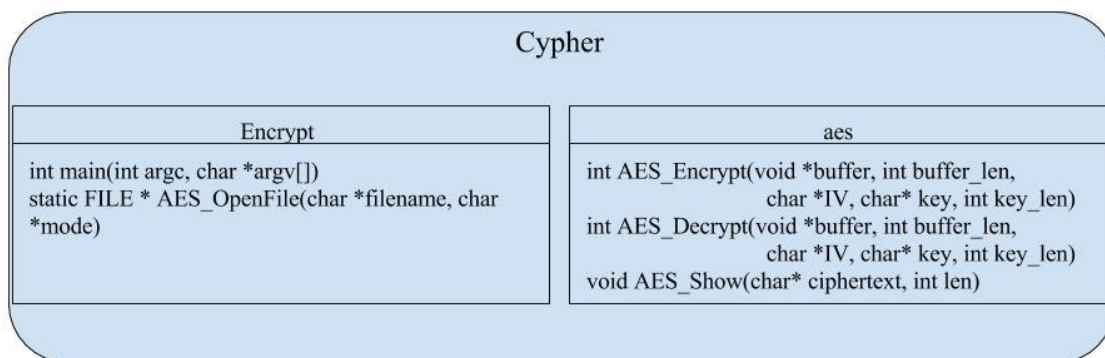 Cypher
Encrypt
int main(int argc, char *argv[])
static FILE * AES_OpenFile(char *filename, char
*mode)
aes
int AES_Encrypt(void *buffer, int buffer_len,
char *IV, char* key, int key_len)
int AES_Decrypt(void *buffer, int buffer_len,
char *IV, char* key, int key_len)
void AES_Show(char* ciphertext, int len)